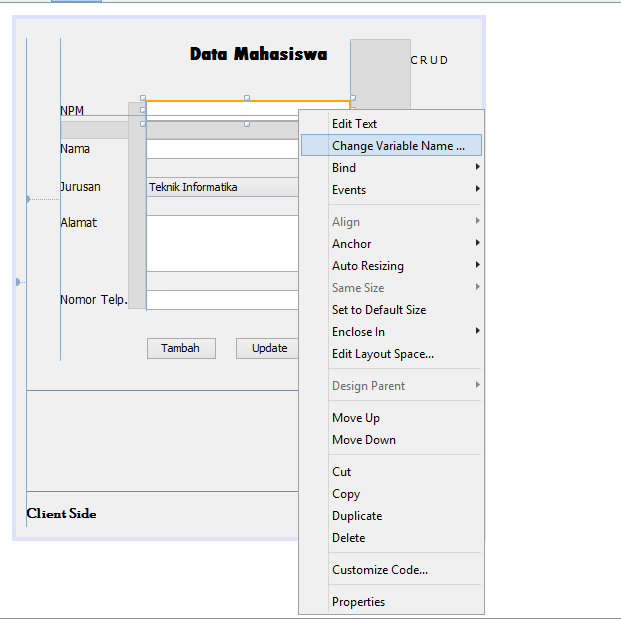 Data Mahasiswa
CRUD
NPM
Nama
Jurusan
Teknik Informatika
Alamat
Nomor Telp.
Tambah
Update
Client Side
Edit Text
Change Variable Name ...
Bind
Events
Align
Anchor
Auto Resizing
Same Size
Set to Default Size
Enclose In
Edit Layout Space...
Design Parent
Move Up
Move Down
Cut
Copy
Duplicate
Delete
Customize Code...
Properties